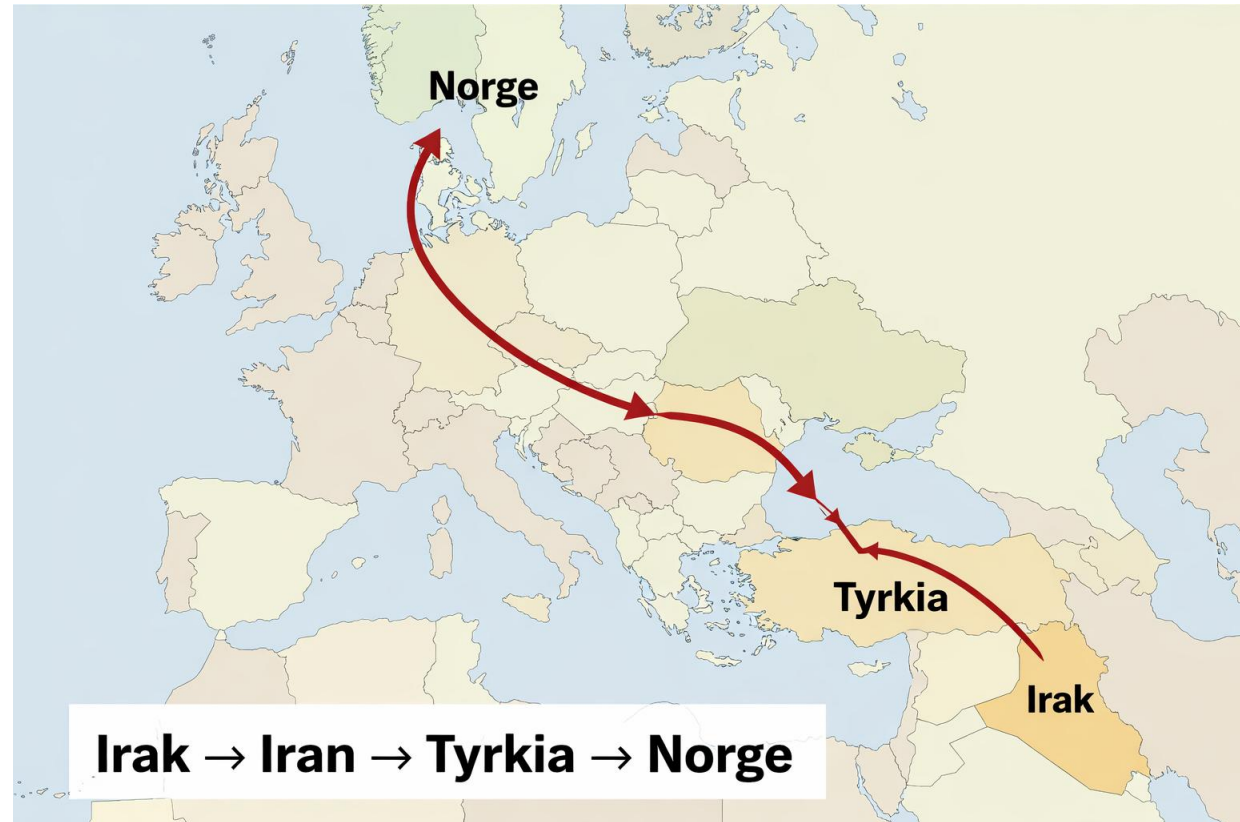 Norge
Tyrkia
Irak
Irak → Iran → Tyrkia → Norge